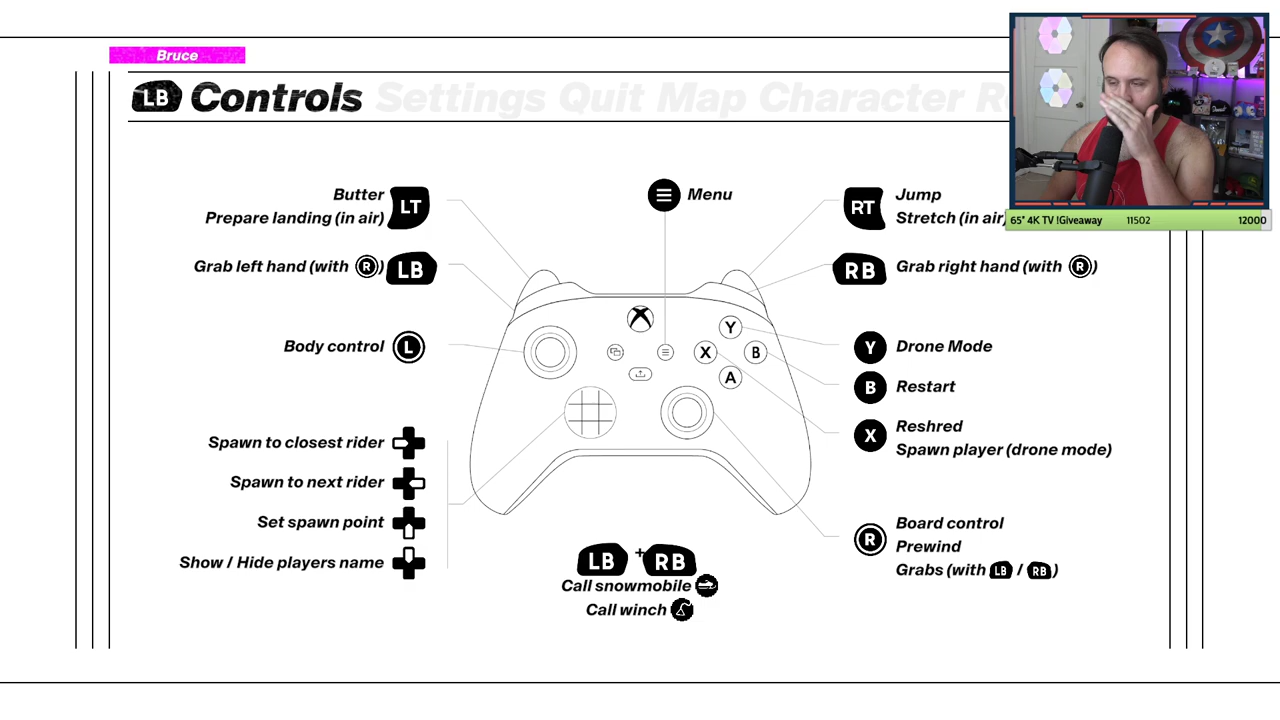 Bruce
LB Controls Settings Quit Map Character
Butter
Prepare landing (in air)
LT
Menu
RT
Jump
Stretch (in air)
65" 4K TV !Giveaway 11502 12000
Grab left hand (with R)
LB
RB
Grab right hand (with R)
Body control
L
Y
X
B
A
Y
Drone Mode
B
Restart
X
Reshred
Spawn player (drone mode)
Spawn to closest rider
Spawn to next rider
Set spawn point
Show / Hide players name
R
Board control
Prewind
Grabs (with LB / RB)
LB + RB
Call snowmobile
Call winch